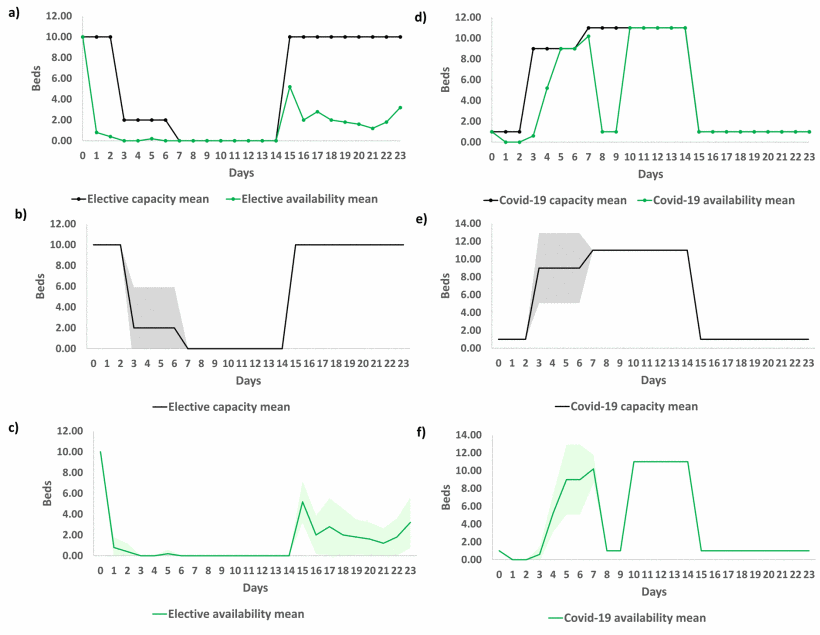 a)
12.00
10.00
8.00
6.00
4.00
2.00
0.00
Beds
0 1 2 3 4 5 6 7 8 9 10 11 12 13 14 15 16 17 18 19 20 21 22 23
Days
Elective capacity mean Elective availability mean
d)
12.00
10.00
8.00
6.00
4.00
2.00
0.00
Beds
0 1 2 3 4 5 6 7 8 9 10 11 12 13 14 15 16 17 18 19 20 21 22 23
Days
Covid-19 capacity mean Covid-19 availability mean
b)
12.00
10.00
8.00
6.00
4.00
2.00
0.00
Beds
0 1 2 3 4 5 6 7 8 9 10 11 12 13 14 15 16 17 18 19 20 21 22 23
Days
Elective capacity mean
e)
14.00
12.00
10.00
8.00
6.00
4.00
2.00
0.00
Beds
0 1 2 3 4 5 6 7 8 9 10 11 12 13 14 15 16 17 18 19 20 21 22 23
Days
Covid-19 capacity mean
c)
12.00
10.00
8.00
6.00
4.00
2.00
0.00
Beds
0 1 2 3 4 5 6 7 8 9 10 11 12 13 14 15 16 17 18 19 20 21 22 23
Days
Elective availability mean
f)
14.00
12.00
10.00
8.00
6.00
4.00
2.00
0.00
Beds
0 1 2 3 4 5 6 7 8 9 10 11 12 13 14 15 16 17 18 19 20 21 22 23
Days
Covid-19 availability mean